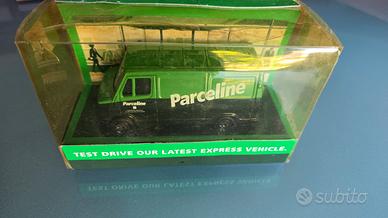 Parceline
Parceline
TEST DRIVE OUR LATEST EXPRESS VEHICLE.
subito